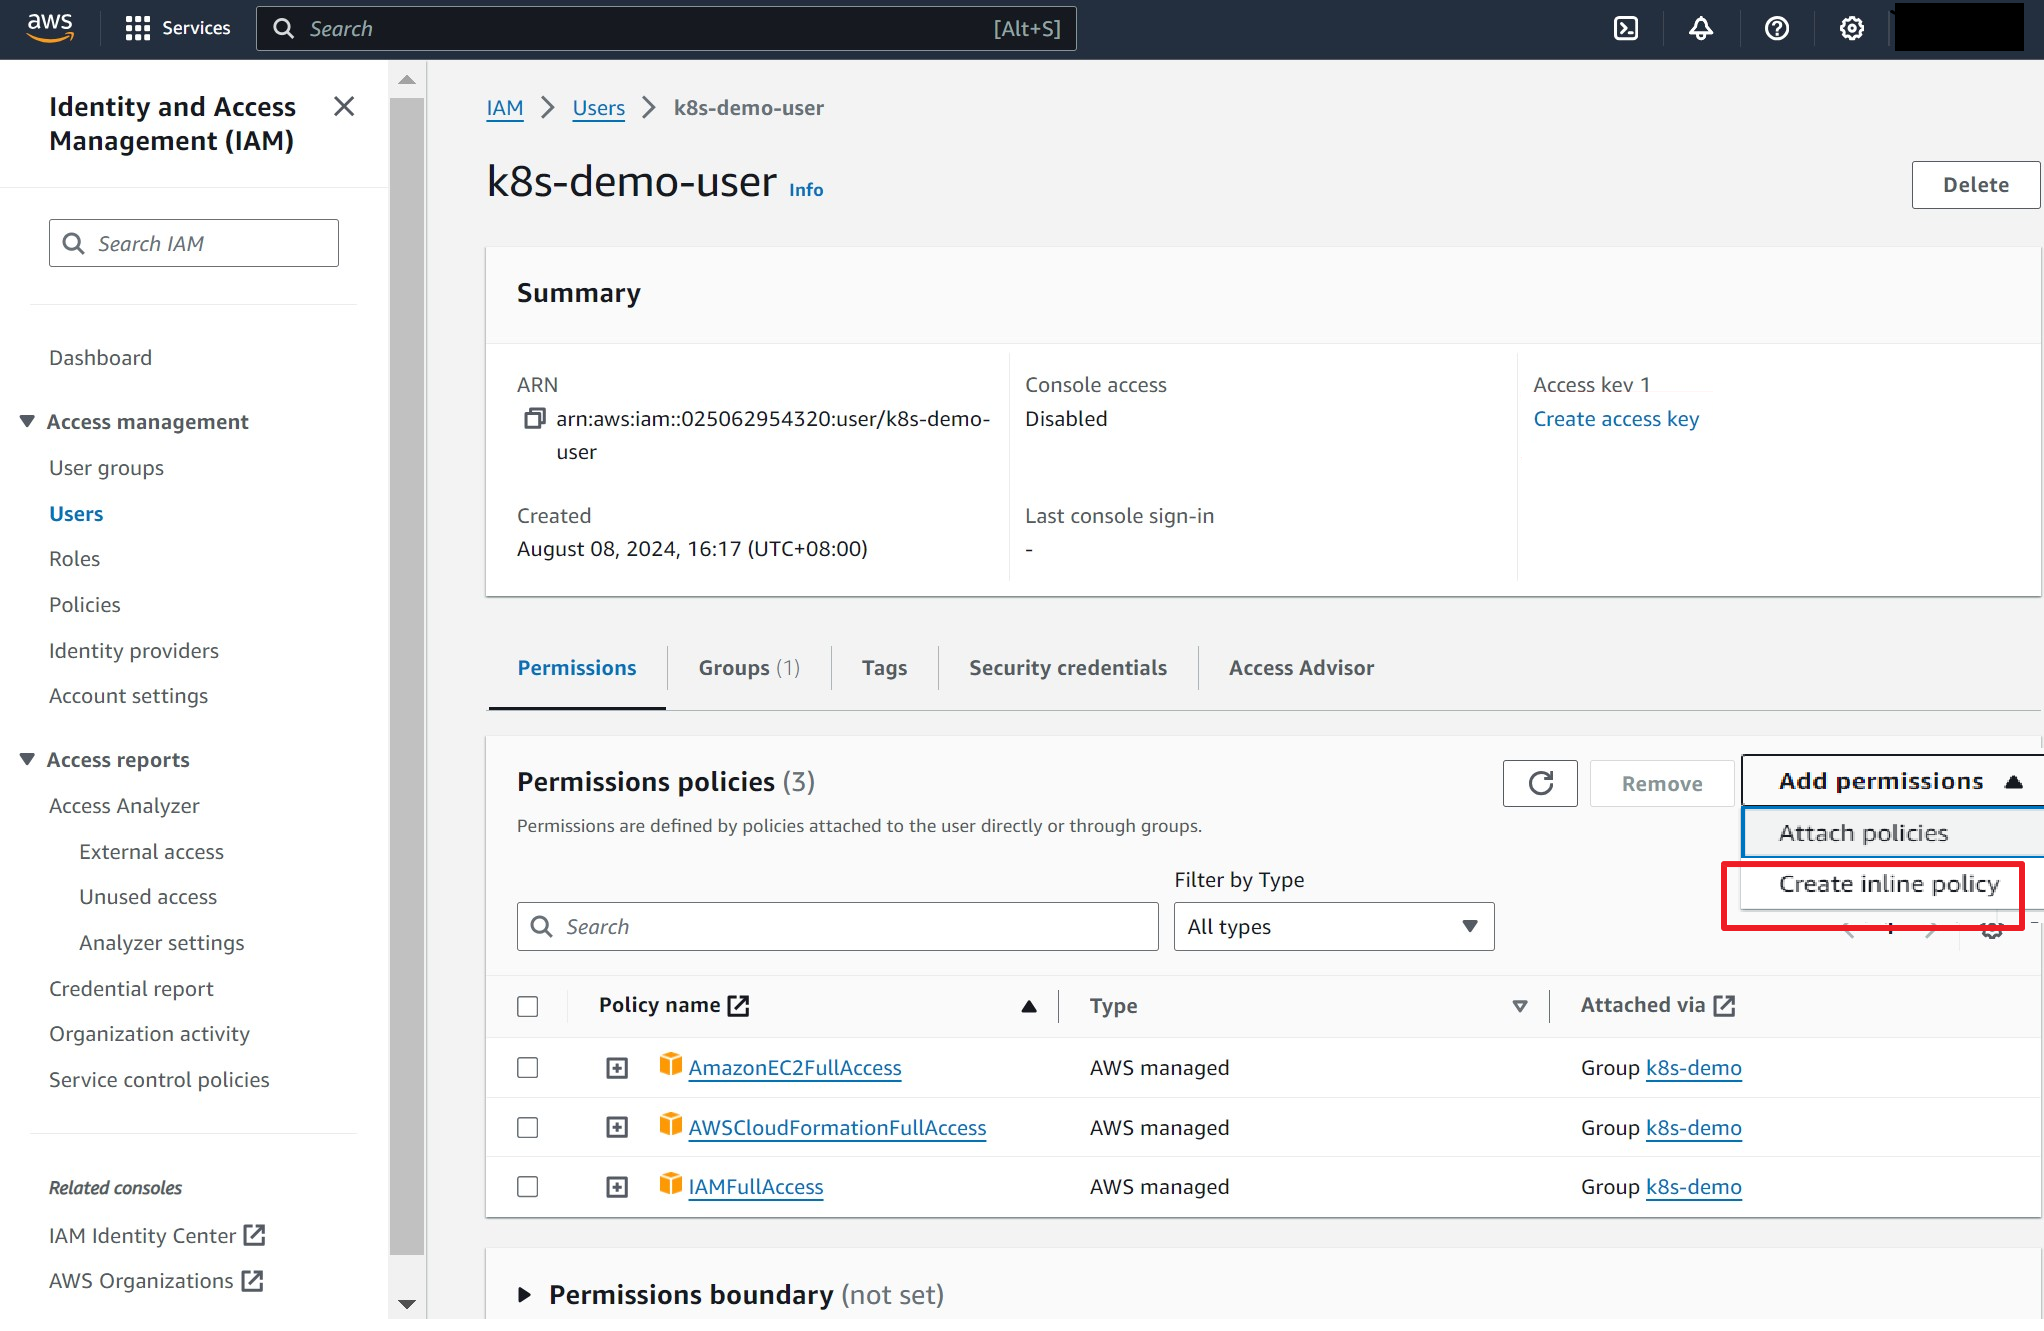 aws
Services
Search
[Alt+S]
Identity and Access
Management (IAM)
Search IAM
Dashboard
Access management
User groups
Users
Roles
Policies
Identity providers
Account settings
Access reports
Access Analyzer
External access
Unused access
Analyzer settings
Credential report
Organization activity
Service control policies
Related consoles
IAM Identity Center
AWS Organizations
IAM > Users > k8s-demo-user
k8s-demo-user Info
Delete
Summary
ARN
arn:aws:iam::025062954320:user/k8s-demo-
user
Created
August 08, 2024, 16:17 (UTC+08:00)
Console access
Disabled
Last console sign-in
-
Access key 1
Create access key
Permissions
Groups (1)
Tags
Security credentials
Access Advisor
Permissions policies (3)
Permissions are defined by policies attached to the user directly or through groups.
Remove
Add permissions
Attach policies
Create inline policy
Filter by Type
Search
All types
1
Policy name
Type
Attached via
AmazonEC2FullAccess
AWS managed
Group k8s-demo
AWSCloudFormationFullAccess
AWS managed
Group k8s-demo
IAMFullAccess
AWS managed
Group k8s-demo
Permissions boundary (not set)